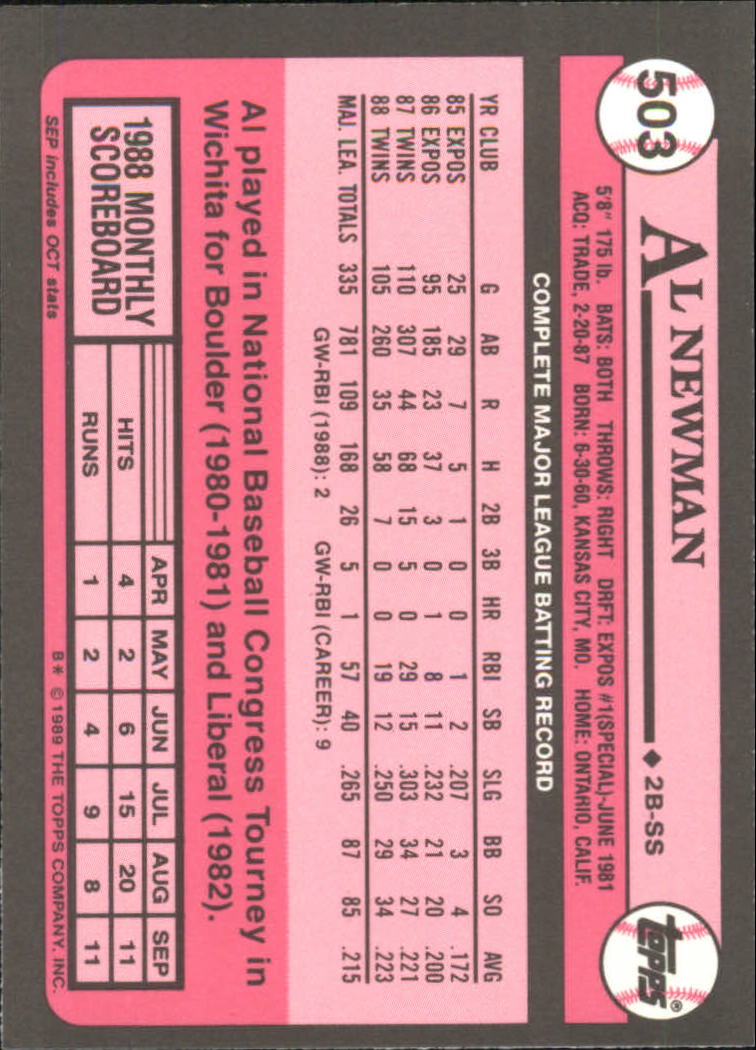 503
AL NEWMAN ◆ 2B-SS
topps®
5'8" 175 lb. BATS: BOTH THROWS: RIGHT DRFT: EXPOS #1(SPECIAL)-JUNE 1981
ACQ: TRADE, 2-20-87 BORN: 6-30-60, KANSAS CITY, MO. HOME: ONTARIO, CALIF.
COMPLETE MAJOR LEAGUE BATTING RECORD
YR CLUB G AB R H 2B 3B HR RBI SB SLG BB SO AVG
85 EXPOS 25 29 7 5 1 0 0 1 2 .207 3 4 .172
86 EXPOS 95 185 23 37 3 0 1 8 11 .232 21 20 .200
87 TWINS 110 307 44 68 15 5 0 29 15 .303 34 27 .221
88 TWINS 105 260 35 58 7 0 0 19 12 .250 29 34 .223
MAJ. LEA. TOTALS 335 781 109 168 26 5 1 57 40 .265 87 85 .215
GW-RBI (1988): 2 GW-RBI (CAREER): 9
Al played in National Baseball Congress Tourney in
Wichita for Boulder (1980-1981) and Liberal (1982).
1988 MONTHLY
SCOREBOARD
APR MAY JUN JUL AUG SEP
HITS 4 2 6 15 20 11
RUNS 1 2 4 9 8 11
SEP includes OCT stats
B* © 1989 THE TOPPS COMPANY, INC.